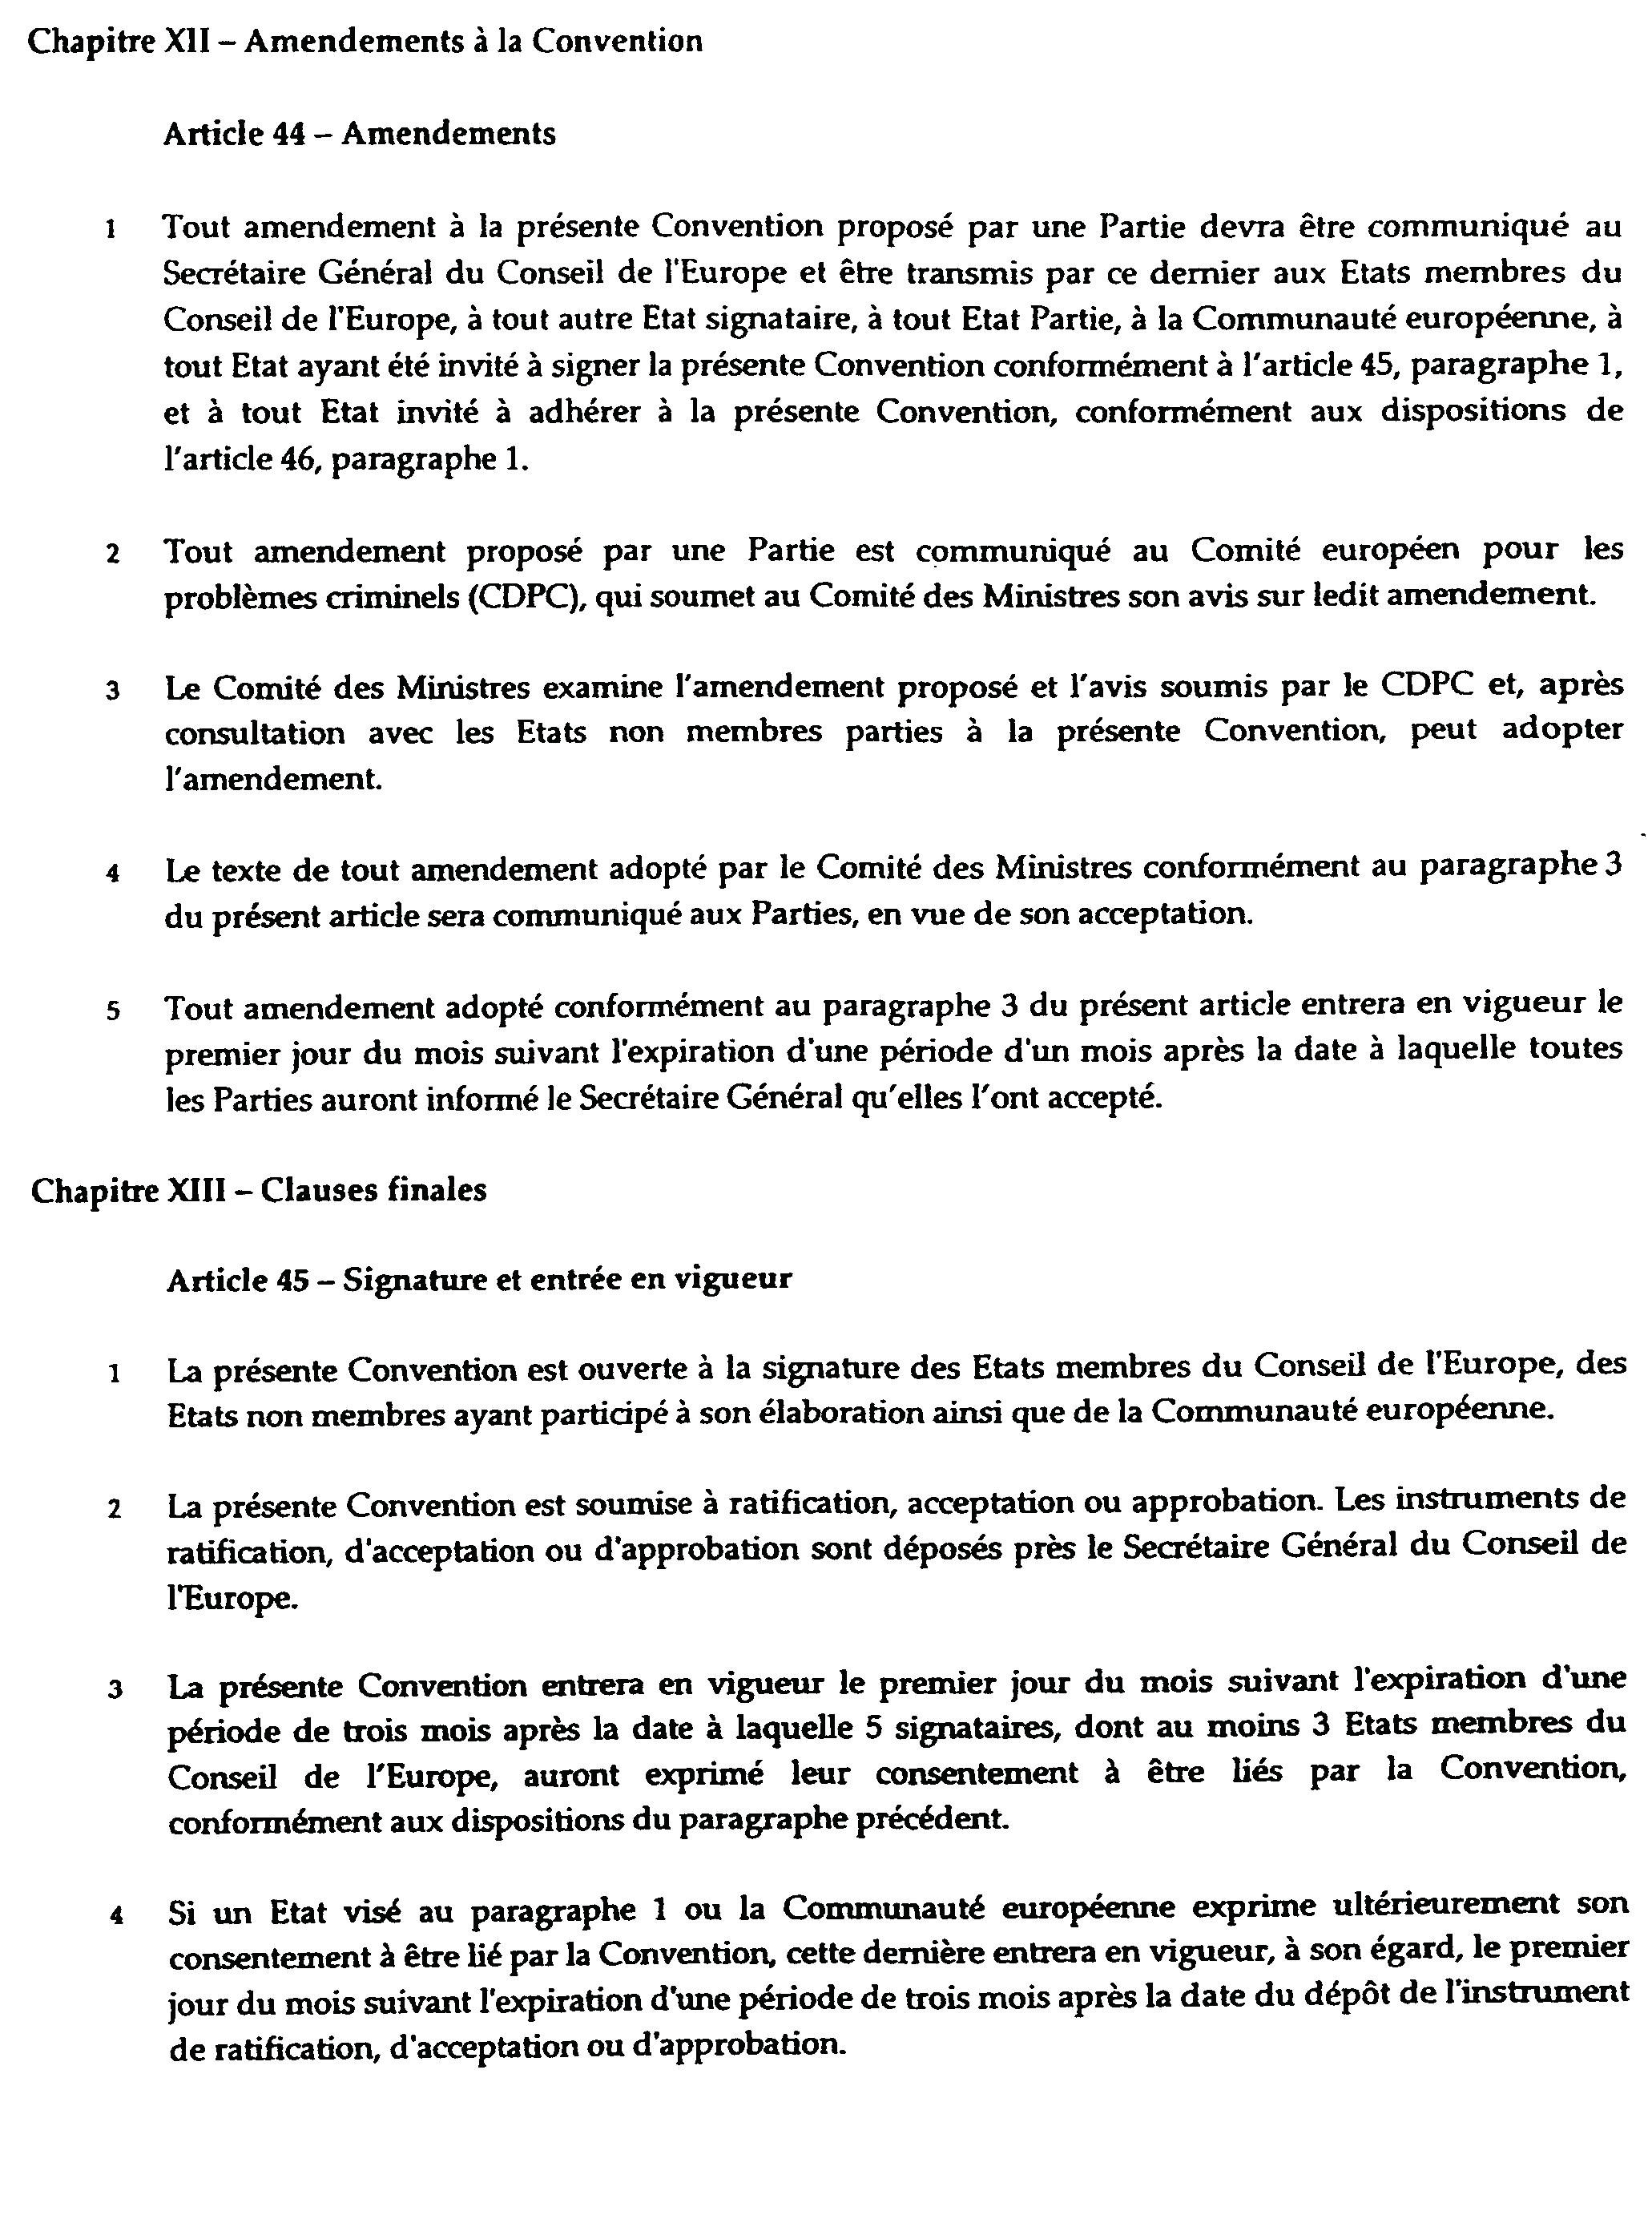 Chapitre XII – Amendements à la Convention
Article 44 – Amendements
1 Tout amendement à la présente Convention proposé par une Partie devra être communiqué au
Secrétaire Général du Conseil de l'Europe et être transmis par ce dernier aux Etats membres du
Conseil de l'Europe, à tout autre Etat signataire, à tout Etat Partie, à la Communauté européenne, à
tout Etat ayant été invité à signer la présente Convention conformément à l'article 45, paragraphe 1,
et à tout Etat invité à adhérer à la présente Convention, conformément aux dispositions de
l'article 46, paragraphe 1.
2 Tout amendement proposé par une Partie est communiqué au Comité européen pour les
problèmes criminels (CDPC), qui soumet au Comité des Ministres son avis sur ledit amendement.
3 Le Comité des Ministres examine l'amendement proposé et l'avis soumis par le CDPC et, après
consultation avec les Etats non membres parties à la présente Convention, peut adopter
l'amendement.
4 Le texte de tout amendement adopté par le Comité des Ministres conformément au paragraphe 3
du présent article sera communiqué aux Parties, en vue de son acceptation.
5 Tout amendement adopté conformément au paragraphe 3 du présent article entrera en vigueur le
premier jour du mois suivant l'expiration d'une période d'un mois après la date à laquelle toutes
les Parties auront informé le Secrétaire Général qu'elles l'ont accepté.
Chapitre XIII – Clauses finales
Article 45 – Signature et entrée en vigueur
1 La présente Convention est ouverte à la signature des Etats membres du Conseil de l'Europe, des
Etats non membres ayant participé à son élaboration ainsi que de la Communauté européenne.
2 La présente Convention est soumise à ratification, acceptation ou approbation. Les instruments de
ratification, d'acceptation ou d'approbation sont déposés près le Secrétaire Général du Conseil de
l'Europe.
3 La présente Convention entrera en vigueur le premier jour du mois suivant l'expiration d'une
période de trois mois après la date à laquelle 5 signataires, dont au moins 3 Etats membres du
Conseil de l'Europe, auront exprimé leur consentement à être liés par la Convention,
conformément aux dispositions du paragraphe précédent.
4 Si un Etat visé au paragraphe 1 ou la Communauté européenne exprime ultérieurement son
consentement à être lié par la Convention, cette dernière entrera en vigueur, à son égard, le premier
jour du mois suivant l'expiration d'une période de trois mois après la date du dépôt de l'instrument
de ratification, d'acceptation ou d'approbation.